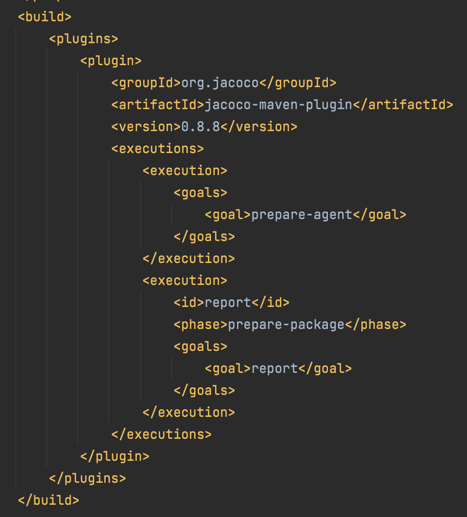 <build>
<plugins>
<plugin>
<groupId>org.jacoco</groupId>
<artifactId>jacoco-maven-plugin</artifactId>
<version>0.8.8</version>
<executions>
<execution>
<goals>
<goal>prepare-agent</goal>
</goals>
</execution>
<execution>
<id>report</id>
<phase>prepare-package</phase>
<goals>
<goal>report</goal>
</goals>
</execution>
</executions>
</plugin>
</plugins>
</build>